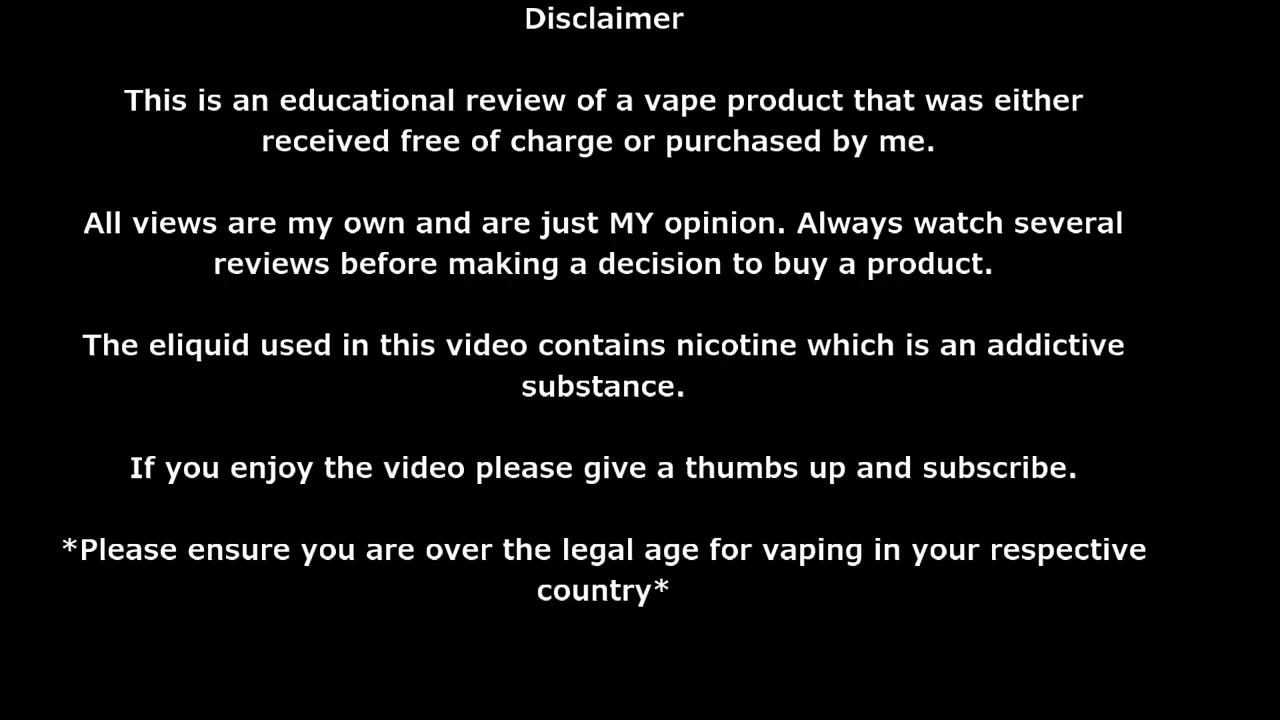 Disclaimer
This is an educational review of a vape product that was either
received free of charge or purchased by me.
All views are my own and are just MY opinion. Always watch several
reviews before making a decision to buy a product.
The eliquid used in this video contains nicotine which is an addictive
substance.
If you enjoy the video please give a thumbs up and subscribe.
*Please ensure you are over the legal age for vaping in your respective
country*